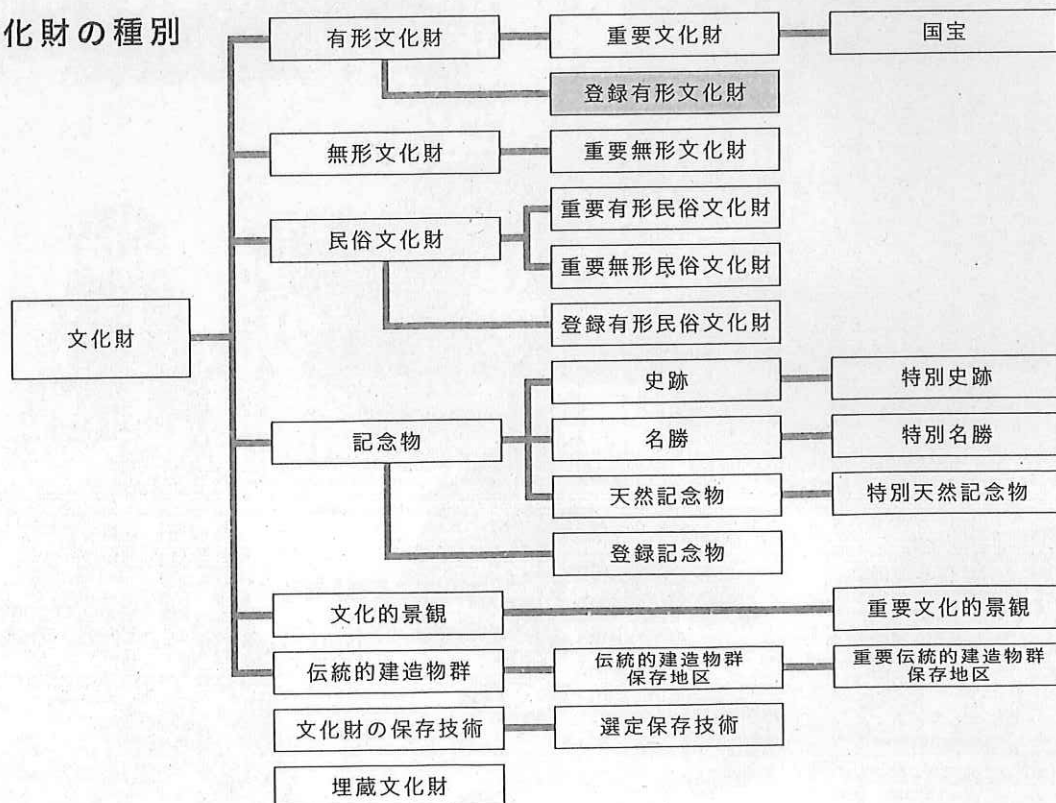 化財の種別
有形文化財
重要文化財
国宝
登録有形文化財
無形文化財
重要無形文化財
民俗文化財
重要有形民俗文化財
重要無形民俗文化財
登録有形民俗文化財
文化財
記念物
史跡
特別史跡
名勝
特別名勝
天然記念物
特別天然記念物
登録記念物
文化的景観
重要文化的景観
伝統的建造物群
伝統的建造物群
保存地区
重要伝統的建造物群
保存地区
文化財の保存技術
選定保存技術
埋蔵文化財